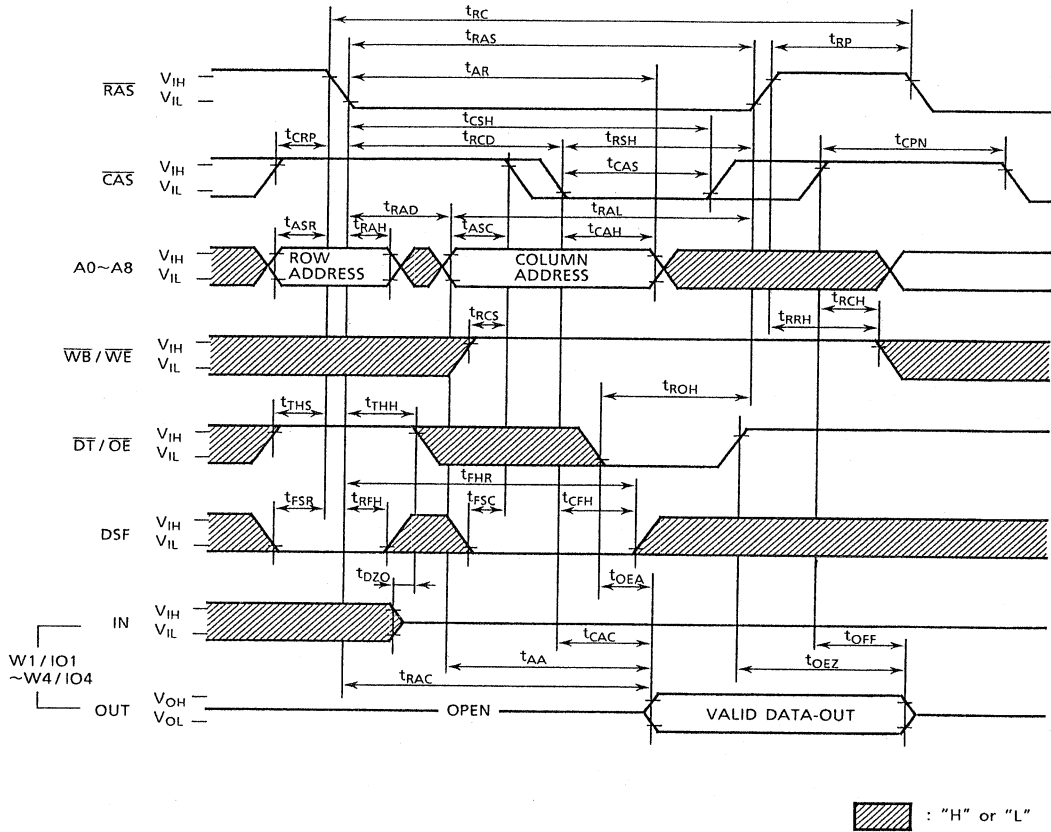 tRC
tRAS
tRP
tAR
RAS
VIH
VIL
tCSH
tCRP
tRCD
tRSH
tCPN
tCAS
CAS
VIH
VIL
tRAD
tRAL
tASR
tRAH
tASC
tCAH
A0~A8
VIH
VIL
ROW
ADDRESS
COLUMN
ADDRESS
tRCS
tRCH
tRRH
WB/WE
VIH
VIL
tROH
tTHS
tTHH
DT/OE
VIH
VIL
tFHR
tFSR
tRFH
tFSC
tCFH
DSF
VIH
VIL
tDZO
tOEA
IN
VIH
VIL
tCAC
tOFF
W1/IO1
~W4/IO4
tAA
tOEZ
tRAC
OUT
VOH
VOL
OPEN
VALID DATA-OUT
: "H" or "L"